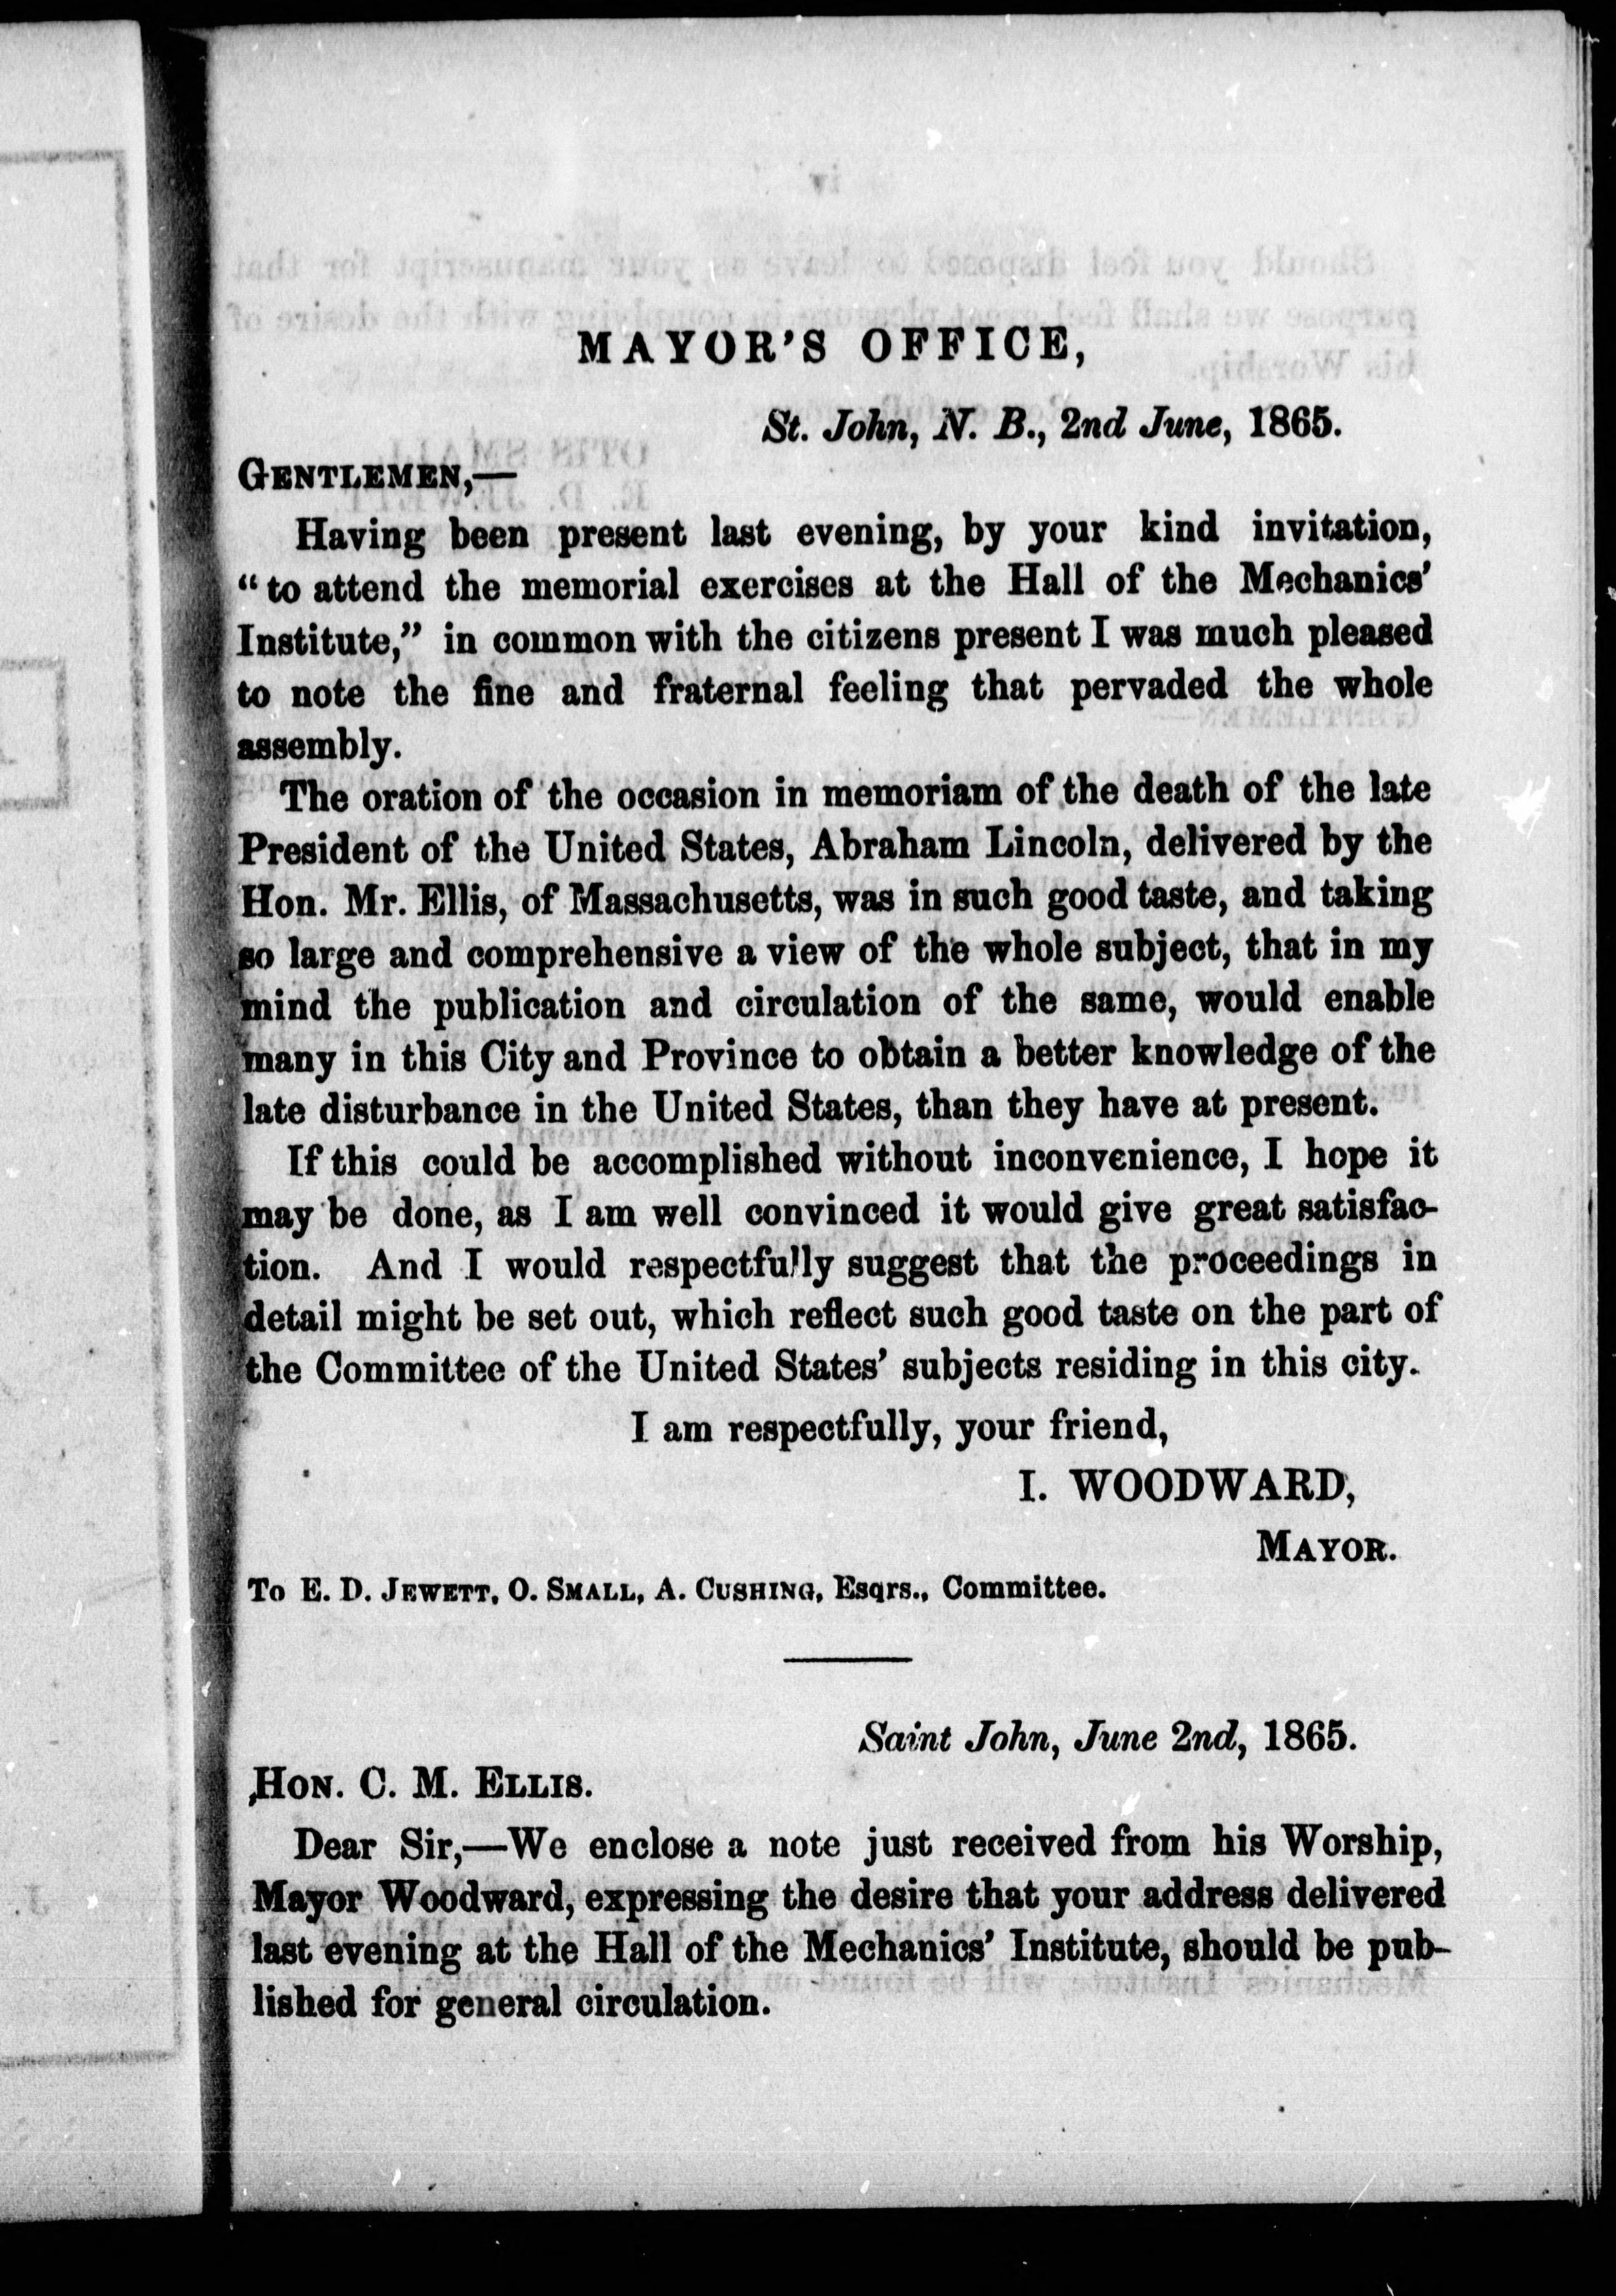 MAYOR'S OFFICE,
St. John, N. B., 2nd June, 1865.
GENTLEMEN,—
Having been present last evening, by your kind invitation,
"to attend the memorial exercises at the Hall of the Mechanics'
Institute," in common with the citizens present I was much pleased
to note the fine and fraternal feeling that pervaded the whole
assembly.
The oration of the occasion in memoriam of the death of the late
President of the United States, Abraham Lincoln, delivered by the
Hon. Mr. Ellis, of Massachusetts, was in such good taste, and taking
so large and comprehensive a view of the whole subject, that in my
mind the publication and circulation of the same, would enable
many in this City and Province to obtain a better knowledge of the
late disturbance in the United States, than they have at present.
If this could be accomplished without inconvenience, I hope it
may be done, as I am well convinced it would give great satisfac-
tion. And I would respectfully suggest that the proceedings in
detail might be set out, which reflect such good taste on the part of
the Committee of the United States' subjects residing in this city.
I am respectfully, your friend,
I. WOODWARD,
MAYOR.
To E. D. JEWETT, O. SMALL, A. CUSHING, Esqrs., Committee.
Saint John, June 2nd, 1865.
HON. C. M. ELLIS.
Dear Sir,—We enclose a note just received from his Worship,
Mayor Woodward, expressing the desire that your address delivered
last evening at the Hall of the Mechanics' Institute, should be pub-
lished for general circulation.